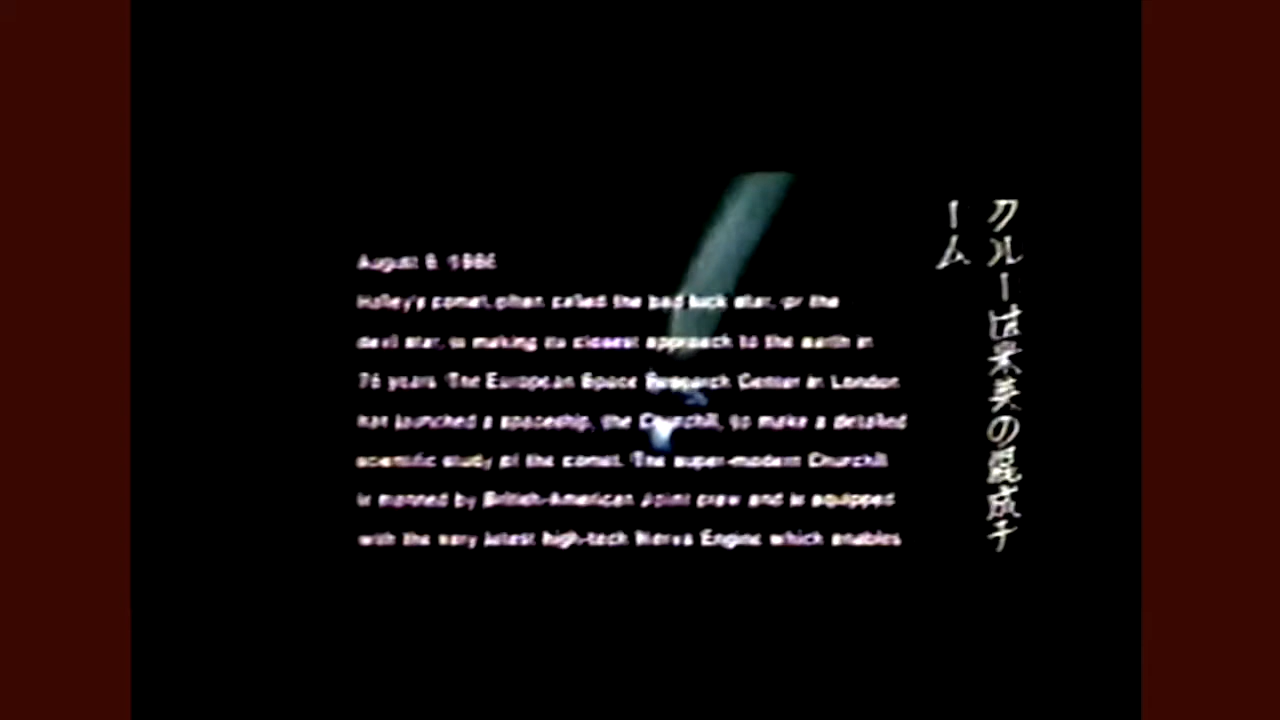 August 1986
Halley's comet, often called the bad luck star, or the
devil star, is making its closest approach to the earth in
76 years. The European Space Research Center in London
has launched a spaceship, the Churchill, to make a detailed
scientific study of the comet. The super-modern Churchill
is manned by British-American Joint crew and is equipped
with the very latest high-tech Nerva Engine which enables
クルーは米英の混成チ
ーム